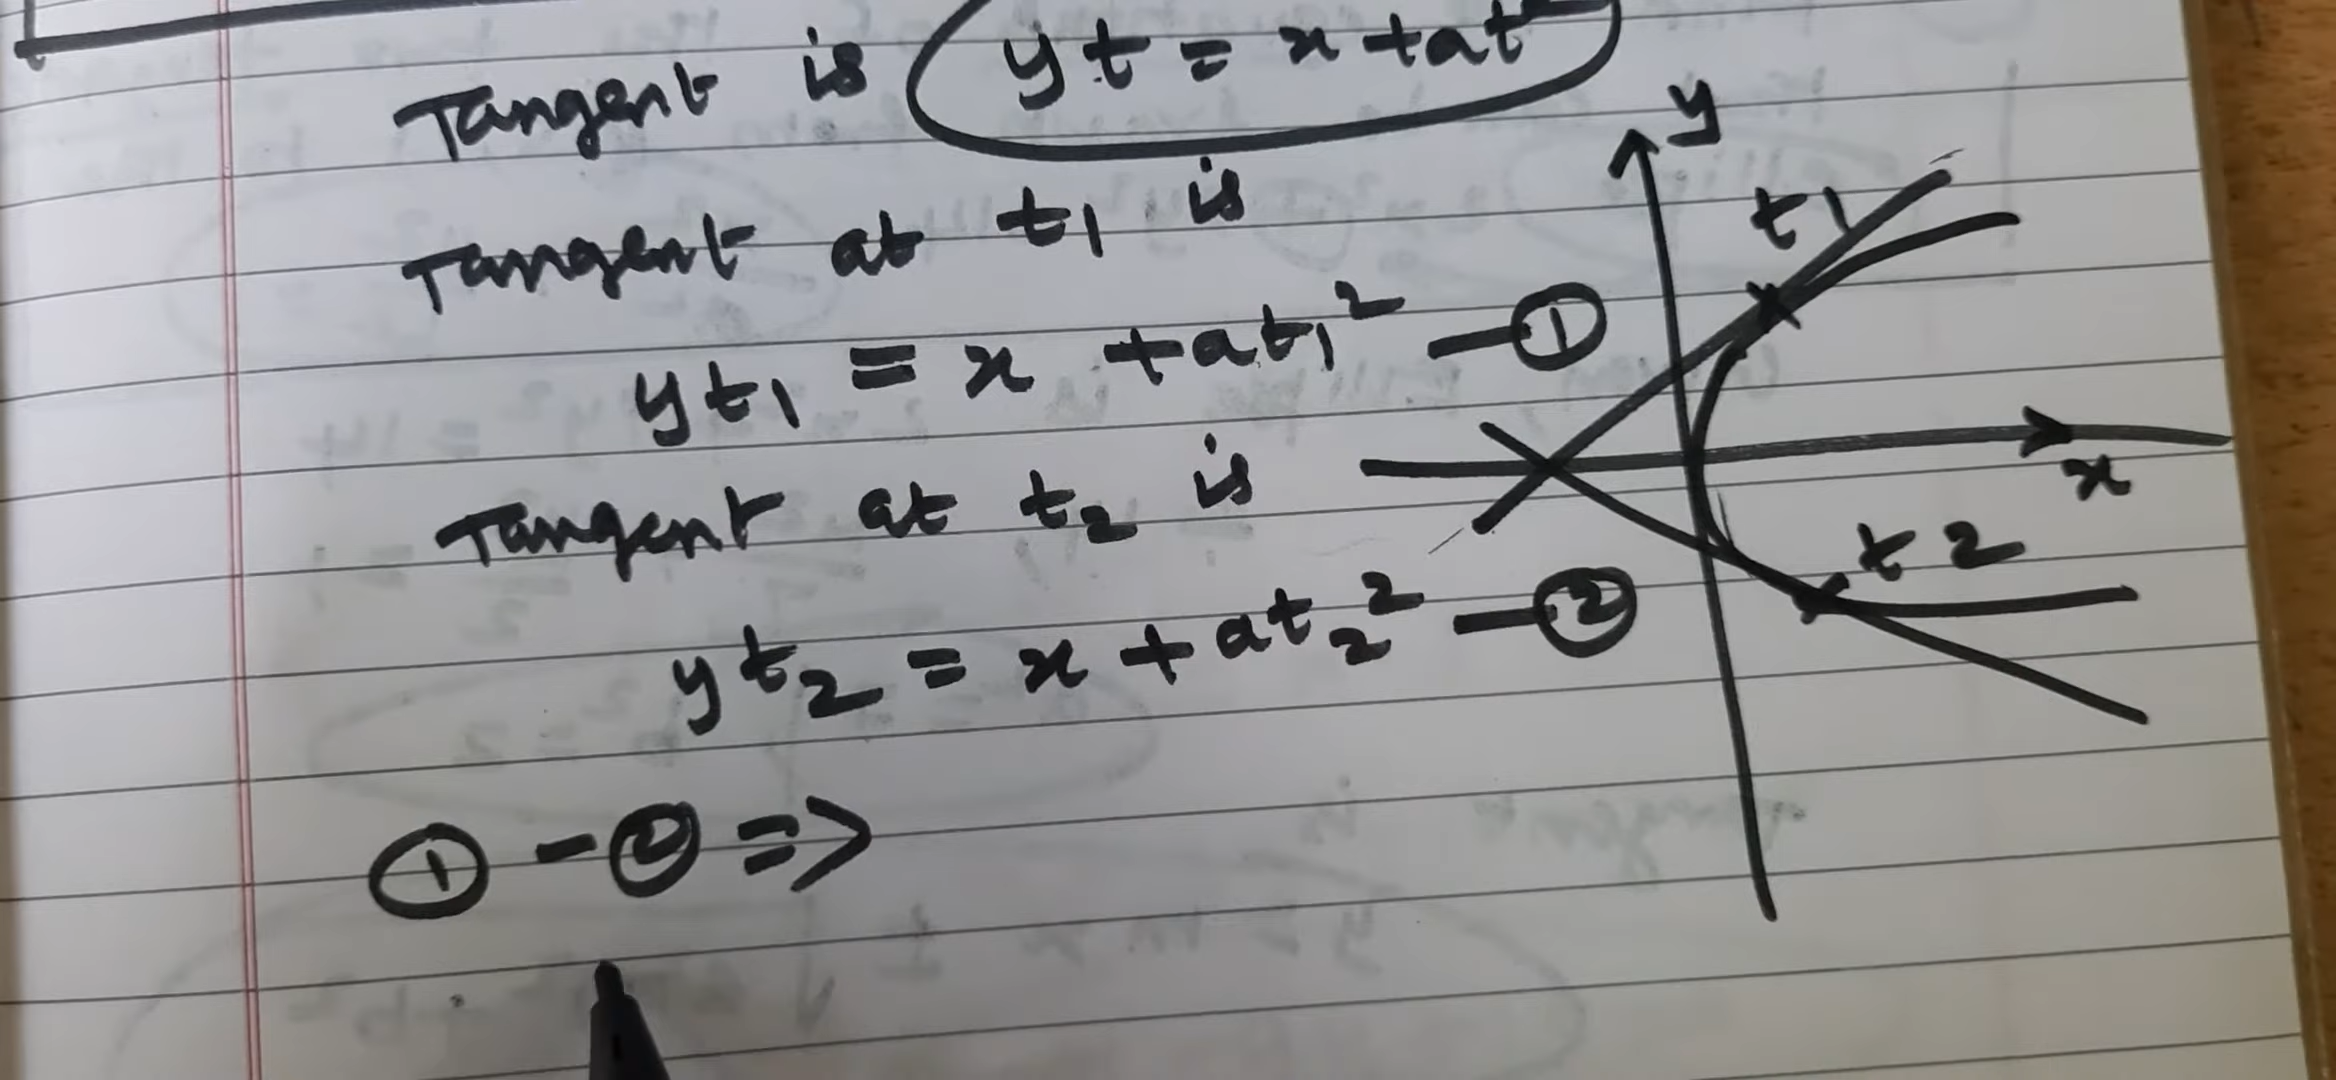 Tangent is yt = x + at²
Tangent at t₁ is
yt₁ = x + at₁² — ①
Tangent at t₂ is
yt₂ = x + at₂² — ②
① - ② =>
y
t1
x
t2